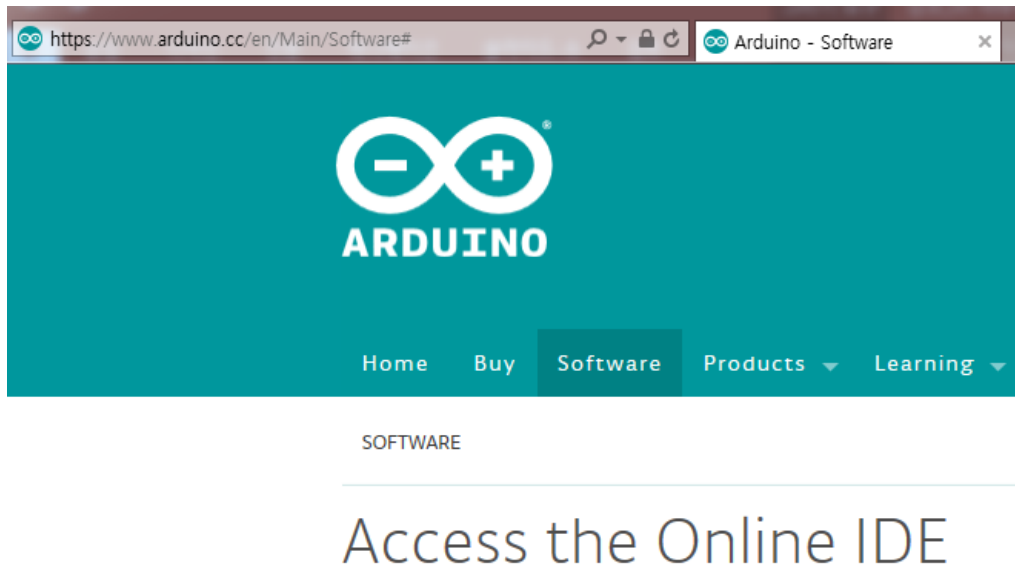 https://www.arduino.cc/en/Main/Software#
Arduino - Software
ARDUINO
Home Buy Software Products Learning
SOFTWARE
Access the Online IDE